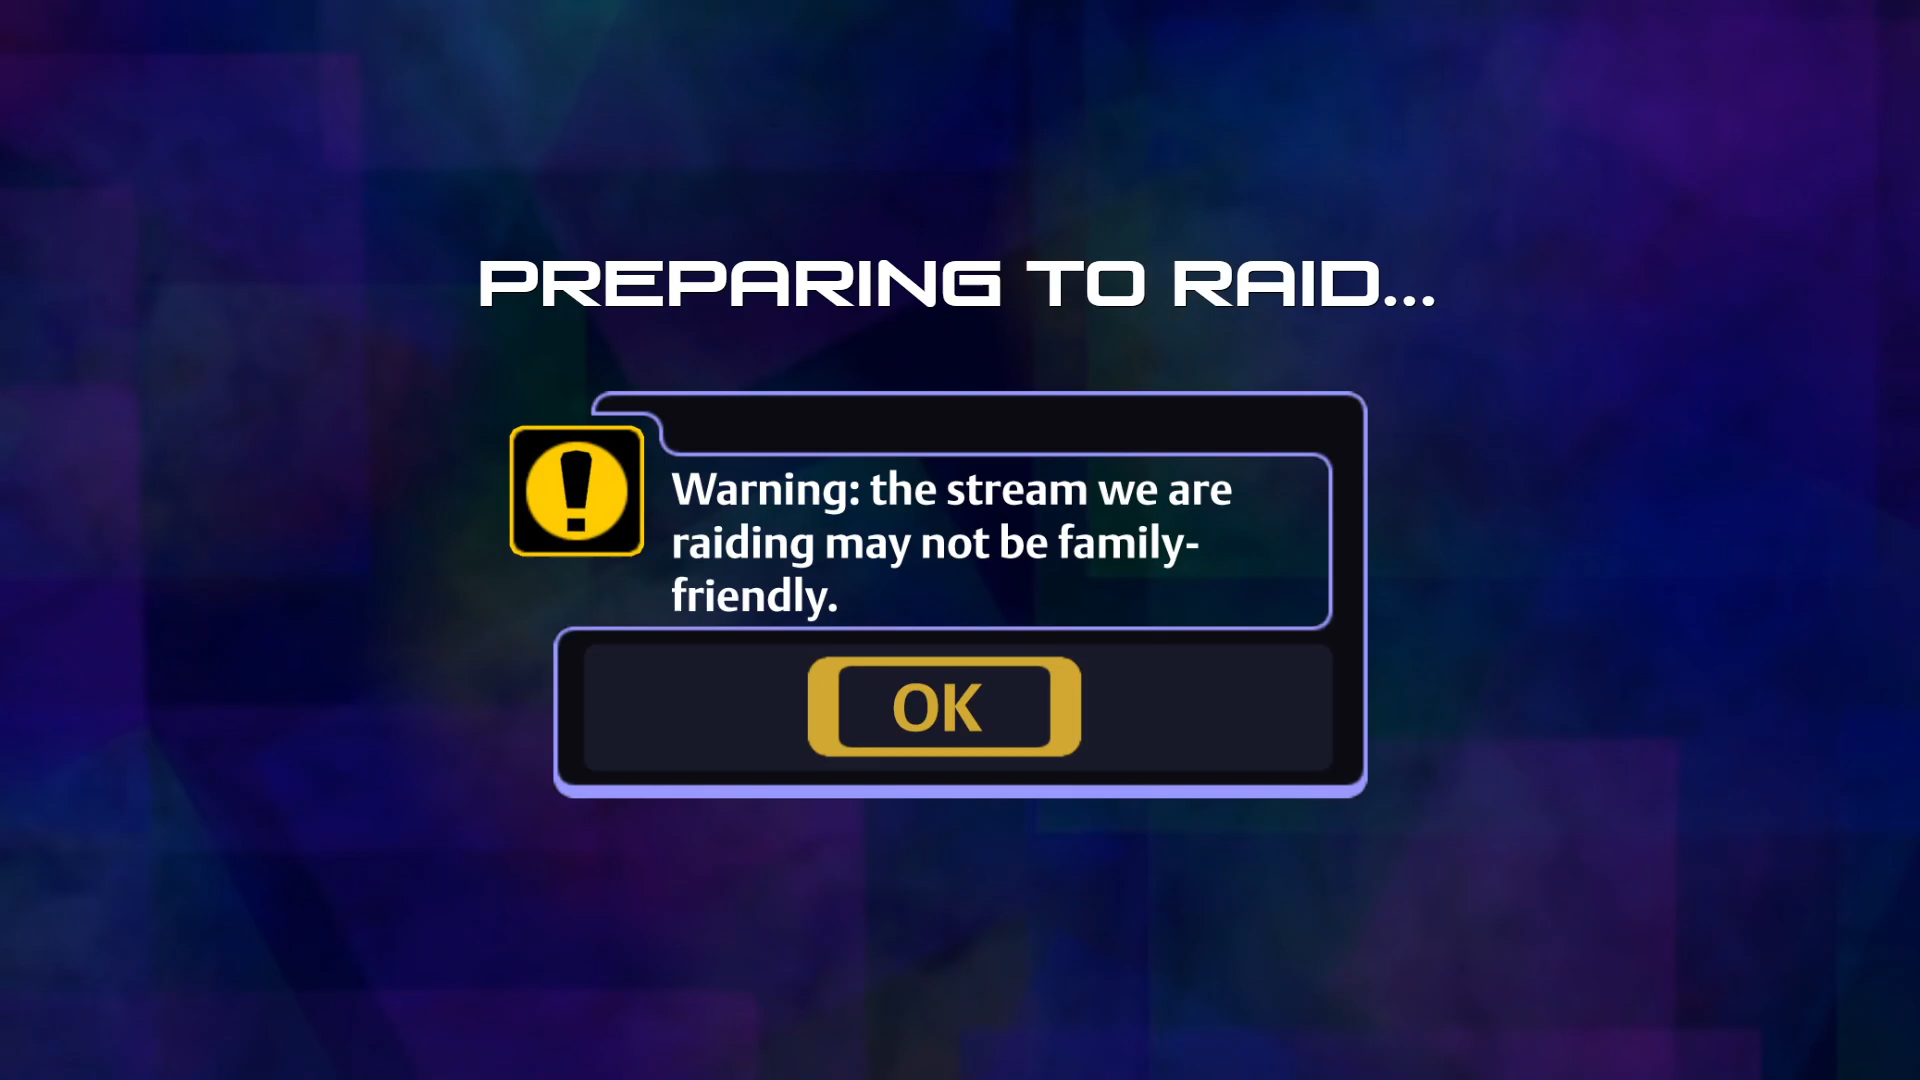 PREPARING TO RAID...
Warning: the stream we are
raiding may not be family-
friendly.
OK